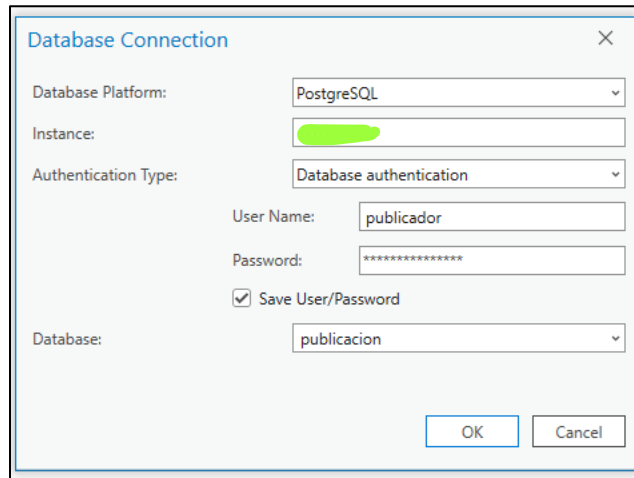 Database Connection
Database Platform: PostgreSQL
Instance:
Authentication Type: Database authentication
User Name: publicador
Password: ***************
Save User/Password
Database: publicacion
OK Cancel